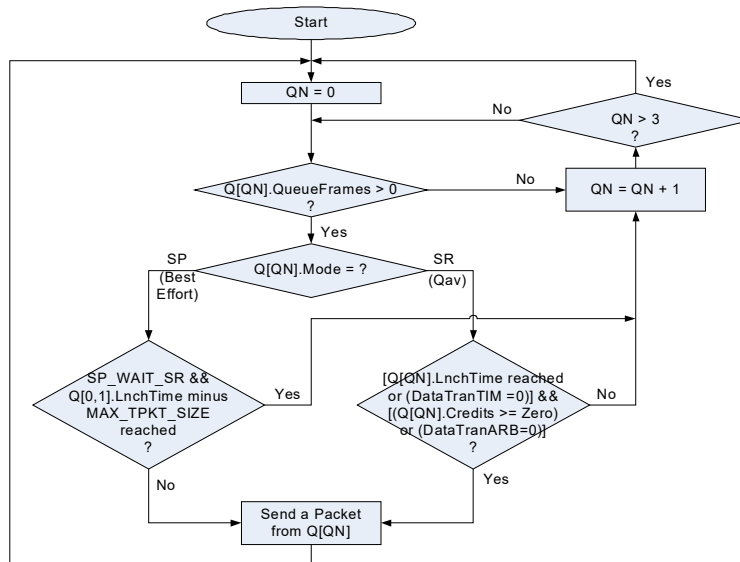 Start
QN = 0
Yes
No
QN > 3
?
Q[QN].QueueFrames > 0
?
No
QN = QN + 1
Yes
SP
(Best
Effort)
Q[QN].Mode = ?
SR
(Qav)
SP_WAIT_SR &&
Q[0,1].LnchTime minus
MAX_TPKT_SIZE
reached
?
Yes
[Q[QN].LnchTime reached
or (DataTranTIM =0)] &&
[(Q[QN].Credits >= Zero)
or (DataTranARB=0)]
?
No
No
Yes
Send a Packet
from Q[QN]